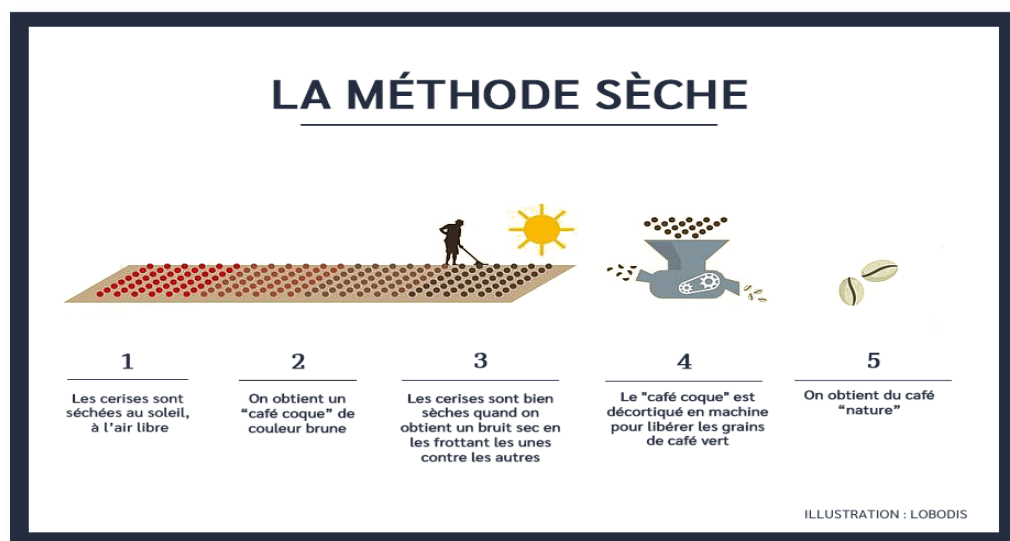 LA MÉTHODE SÈCHE
1
Les cerises sont
séchées au soleil,
à l'air libre
2
On obtient un
“café coque” de
couleur brune
3
Les cerises sont bien
sèches quand on
obtient un bruit sec en
les frottant les unes
contre les autres
4
Le "café coque" est
décortiqué en machine
pour libérer les grains
de café vert
5
On obtient du café
“nature”
ILLUSTRATION : LOBODIS